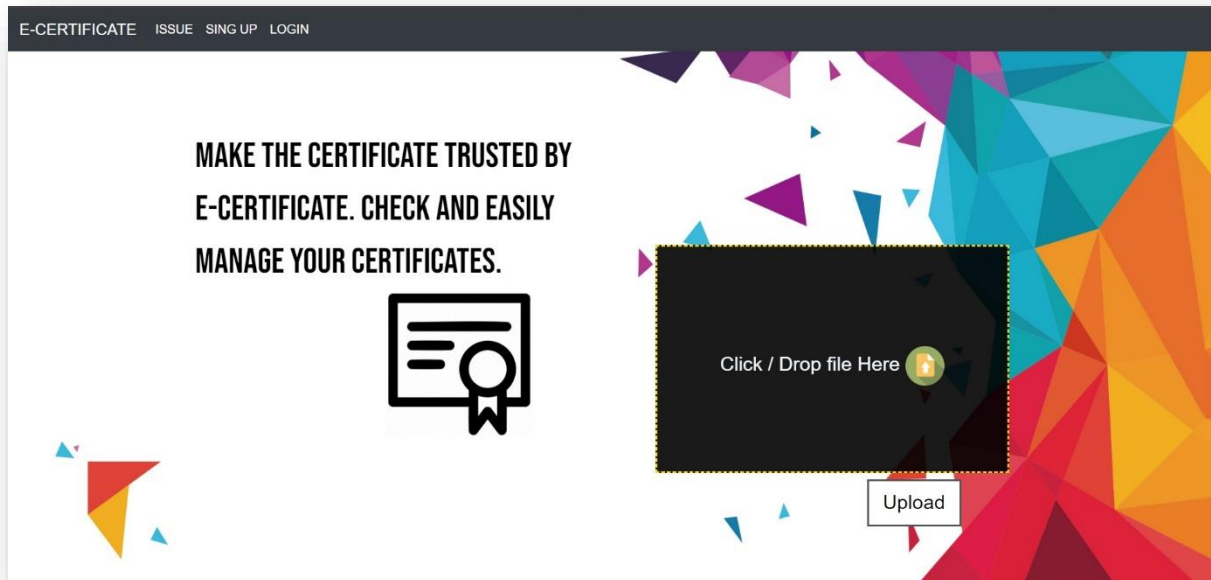 E-CERTIFICATE ISSUE SING UP LOGIN
MAKE THE CERTIFICATE TRUSTED BY
E-CERTIFICATE. CHECK AND EASILY
MANAGE YOUR CERTIFICATES.
Click / Drop file Here
Upload